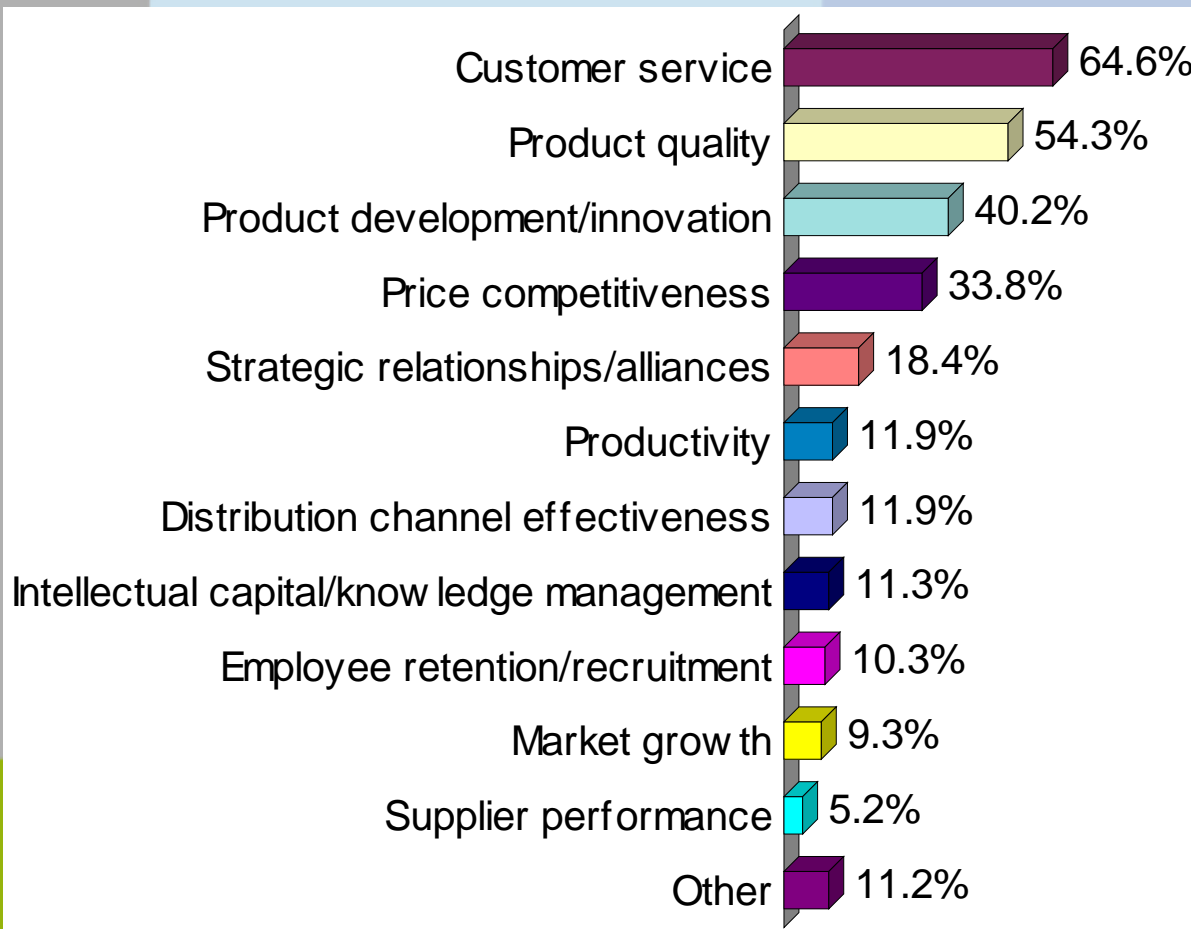 Customer service 64.6%
Product quality 54.3%
Product development/innovation 40.2%
Price competitiveness 33.8%
Strategic relationships/alliances 18.4%
Productivity 11.9%
Distribution channel effectiveness 11.9%
Intellectual capital/know ledge management 11.3%
Employee retention/recruitment 10.3%
Market grow th 9.3%
Supplier performance 5.2%
Other 11.2%